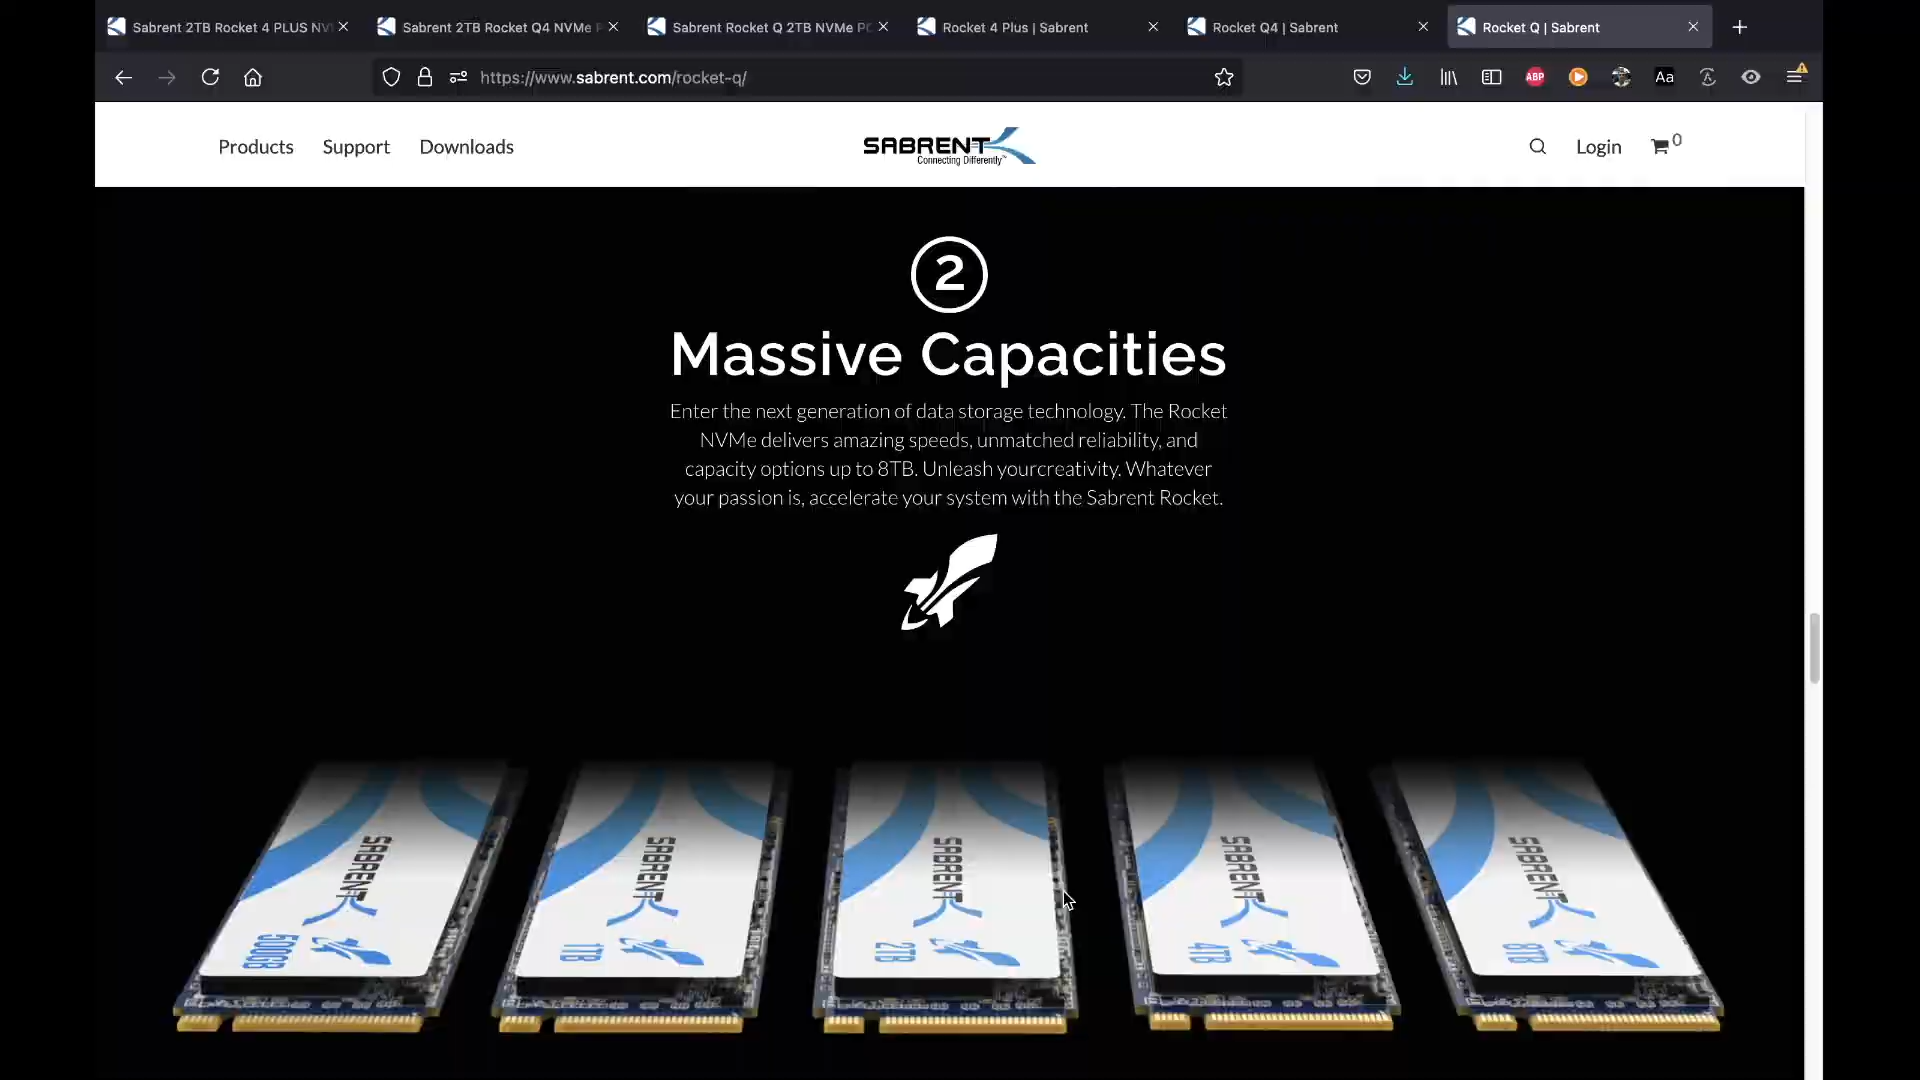 Sabrent 2TB Rocket 4 PLUS NV
Sabrent 2TB Rocket Q4 NVMe P
Sabrent Rocket Q 2TB NVMe PC
Rocket 4 Plus | Sabrent
Rocket Q4 | Sabrent
Rocket Q | Sabrent
https://www.sabrent.com/rocket-q/
ABP
Aa
Products
Support
Downloads
SABRENT
Connecting Differently™
Login
0
2
Massive Capacities
Enter the next generation of data storage technology. The Rocket
NVMe delivers amazing speeds, unmatched reliability, and
capacity options up to 8TB. Unleash yourcreativity. Whatever
your passion is, accelerate your system with the Sabrent Rocket.
SABRENT
500GB
SABRENT
1TB
SABRENT
2TB
SABRENT
4TB
SABRENT
8TB